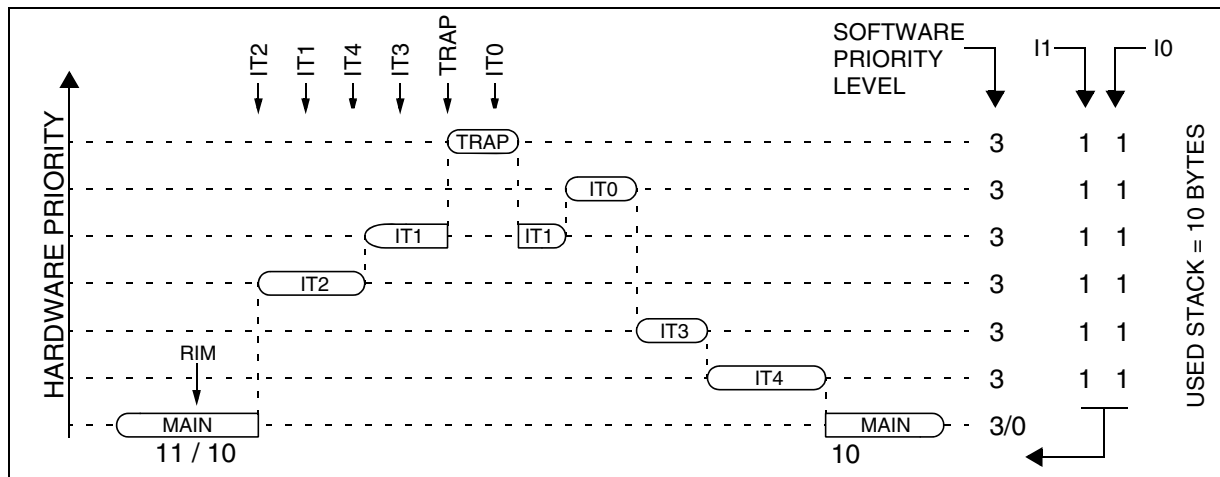 IT2
IT1
IT4
IT3
TRAP
IT0
SOFTWARE
PRIORITY
LEVEL
I1
I0
HARDWARE PRIORITY
TRAP
3 1 1
IT0
3 1 1
IT1
IT1
3 1 1
IT2
3 1 1
IT3
3 1 1
RIM
IT4
3 1 1
MAIN
MAIN
3/0
11 / 10
10
USED STACK = 10 BYTES